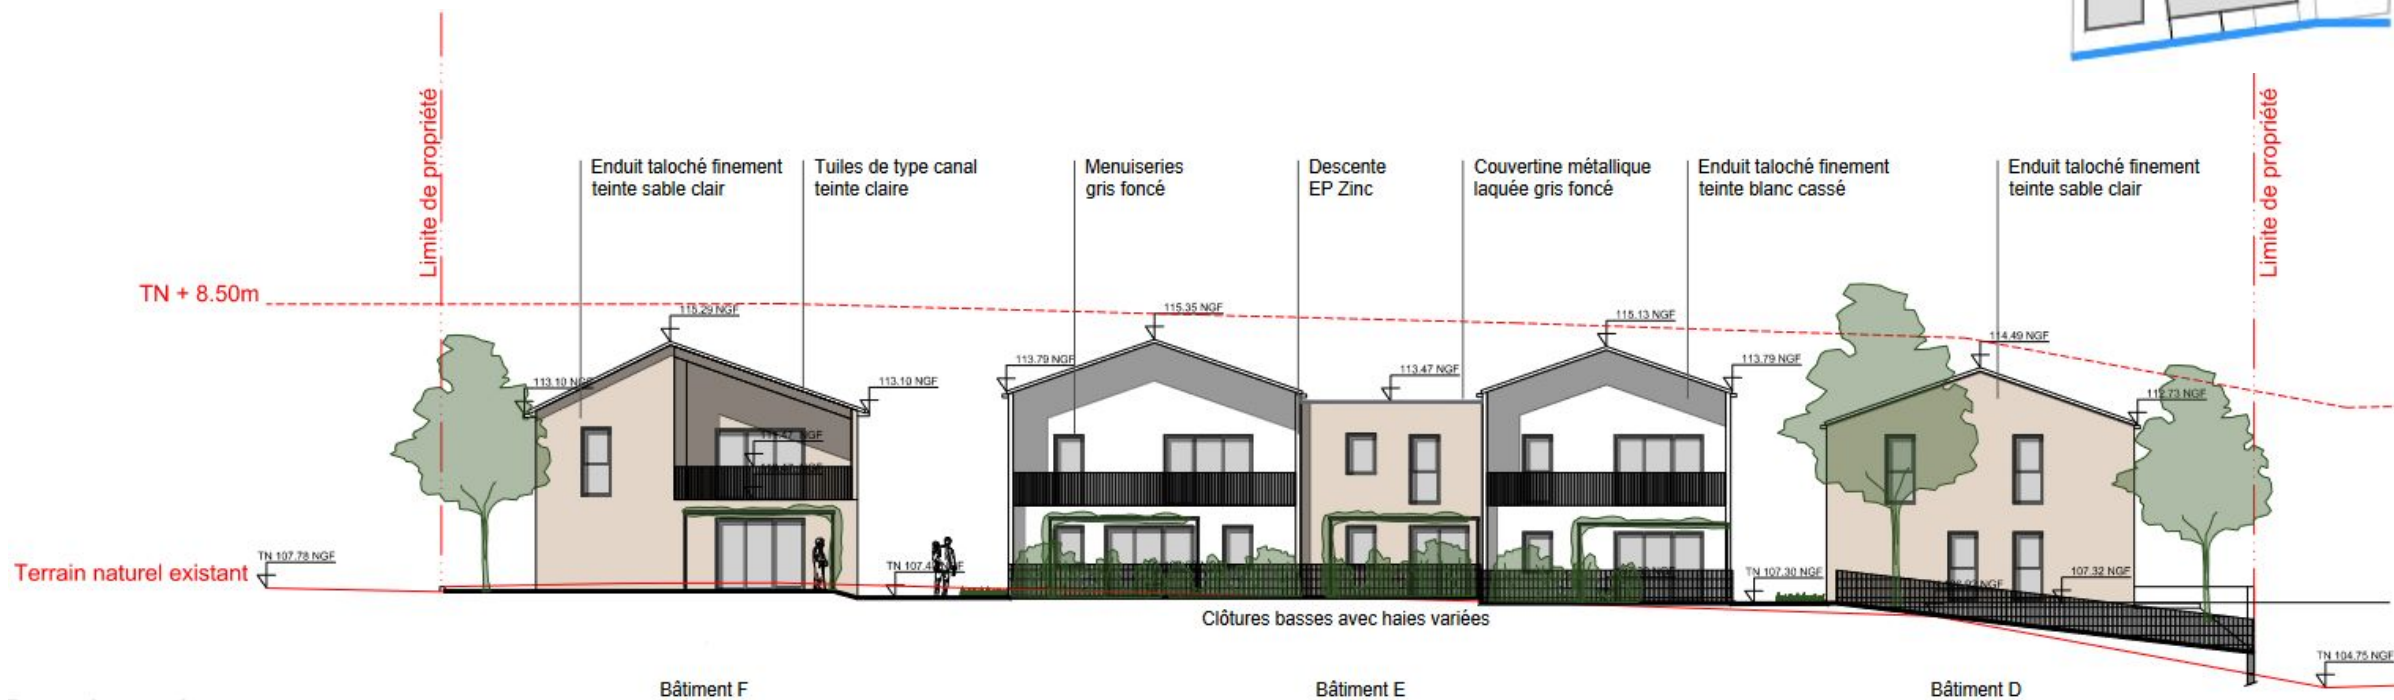 Limite de propriété
Limite de propriété
Enduit taloché finement
teinte sable clair
Tuiles de type canal
teinte claire
Menuiseries
gris foncé
Descente
EP Zinc
Couvertine métallique
laquée gris foncé
Enduit taloché finement
teinte blanc cassé
Enduit taloché finement
teinte sable clair
TN + 8.50m
115.29 NGF
115.35 NGF
115.13 NGF
114.49 NGF
113.10 NGF
113.10 NGF
113.79 NGF
113.47 NGF
113.79 NGF
112.73 NGF
TN 107.78 NGF
Terrain naturel existant
TN 107.30 NGF
107.32 NGF
Clôtures basses avec haies variées
TN 104.75 NGF
Bâtiment F
Bâtiment E
Bâtiment D